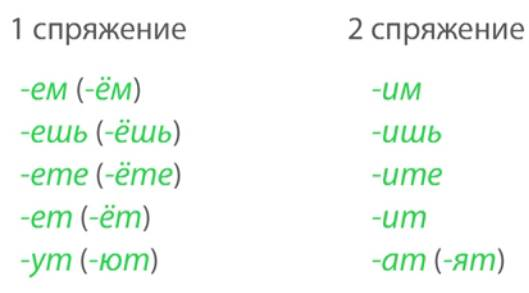 1 спряжение 2 спряжение
-ем (-ём) -им
-ешь (-ёшь) -ишь
-ете (-ёте) -ите
-ет (-ёт) -ит
-ут (-ют) -ат (-ят)